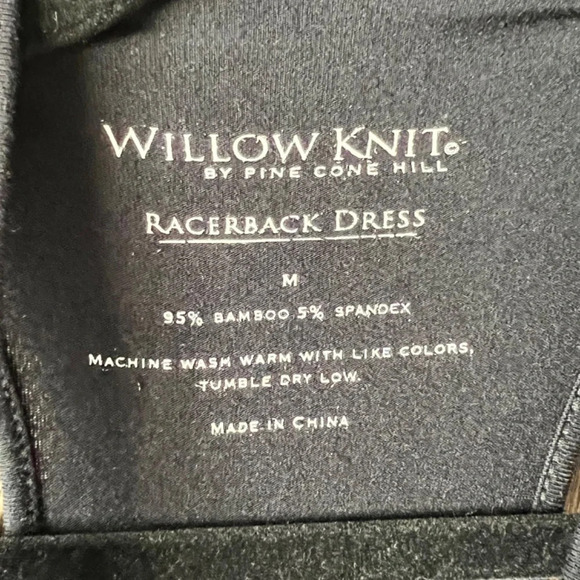 WILLOW KNIT®
BY PINE CONE HILL
RACERBACK DRESS
M
95% BAMBOO 5% SPANDEX
MACHINE WASH WARM WITH LIKE COLORS,
TUMBLE DRY LOW.
MADE IN CHINA